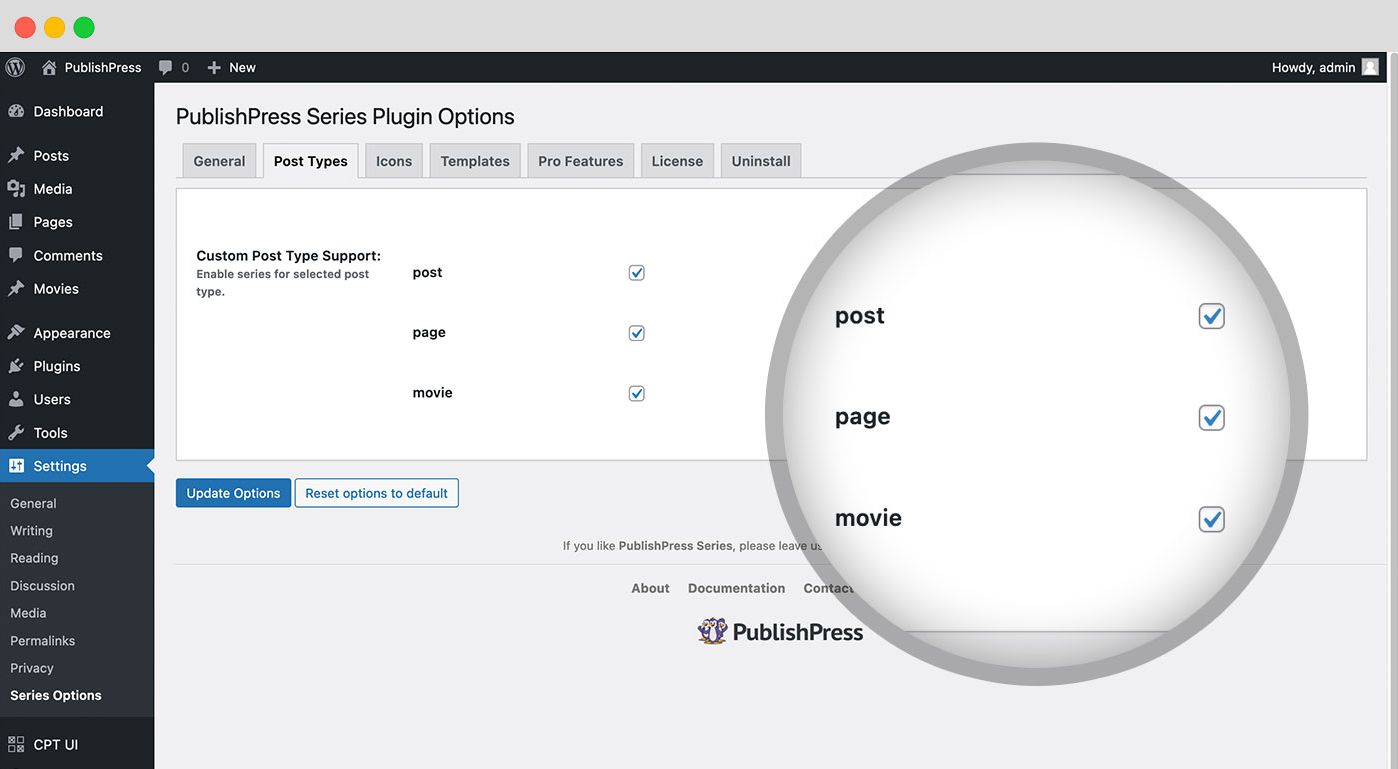 PublishPress
0
New
Howdy, admin
Dashboard
Posts
Media
Pages
Comments
Movies
Appearance
Plugins
Users
Tools
Settings
General
Writing
Reading
Discussion
Media
Permalinks
Privacy
Series Options
CPT UI
PublishPress Series Plugin Options
General
Post Types
Icons
Templates
Pro Features
License
Uninstall
Custom Post Type Support:
Enable series for selected post
type.
post
page
movie
post
page
movie
Update Options
Reset options to default
If you like PublishPress Series, please leave us
About
Documentation
Contact
PublishPress